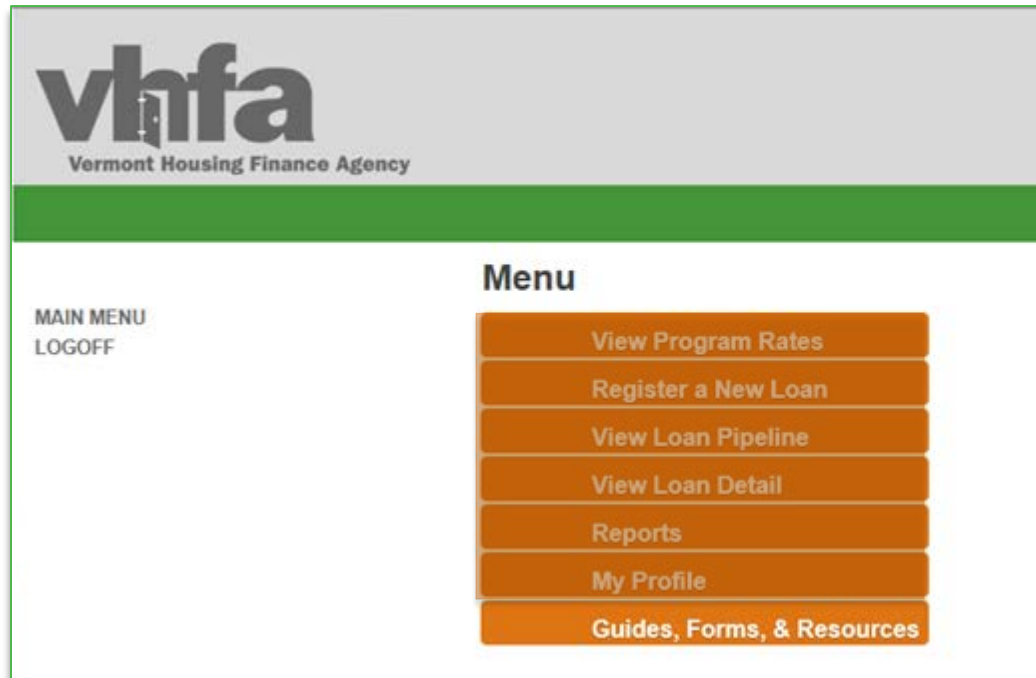 vhfa
Vermont Housing Finance Agency
MAIN MENU
LOGOFF
Menu
View Program Rates
Register a New Loan
View Loan Pipeline
View Loan Detail
Reports
My Profile
Guides, Forms, & Resources